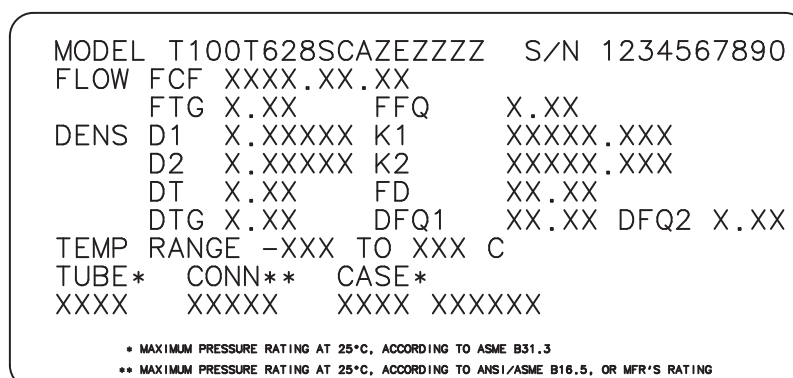 MODEL T100T628SCAZEZZZZ S/N 1234567890
FLOW FCF XXXX.XX.XX
FTG X.XX FFQ X.XX
DENS D1 X.XXXXX K1 XXXXX.XXX
D2 X.XXXXX K2 XXXXX.XXX
DT X.XX FD XX.XX
DTG X.XX DFQ1 XX.XX DFQ2 X.XX
TEMP RANGE -XXX TO XXX C
TUBE* CONN** CASE*
XXXX XXXXX XXXX XXXXXX
* MAXIMUM PRESSURE RATING AT 25°C, ACCORDING TO ASME B31.3
** MAXIMUM PRESSURE RATING AT 25°C, ACCORDING TO ANSI/ASME B16.5, OR MFR'S RATING